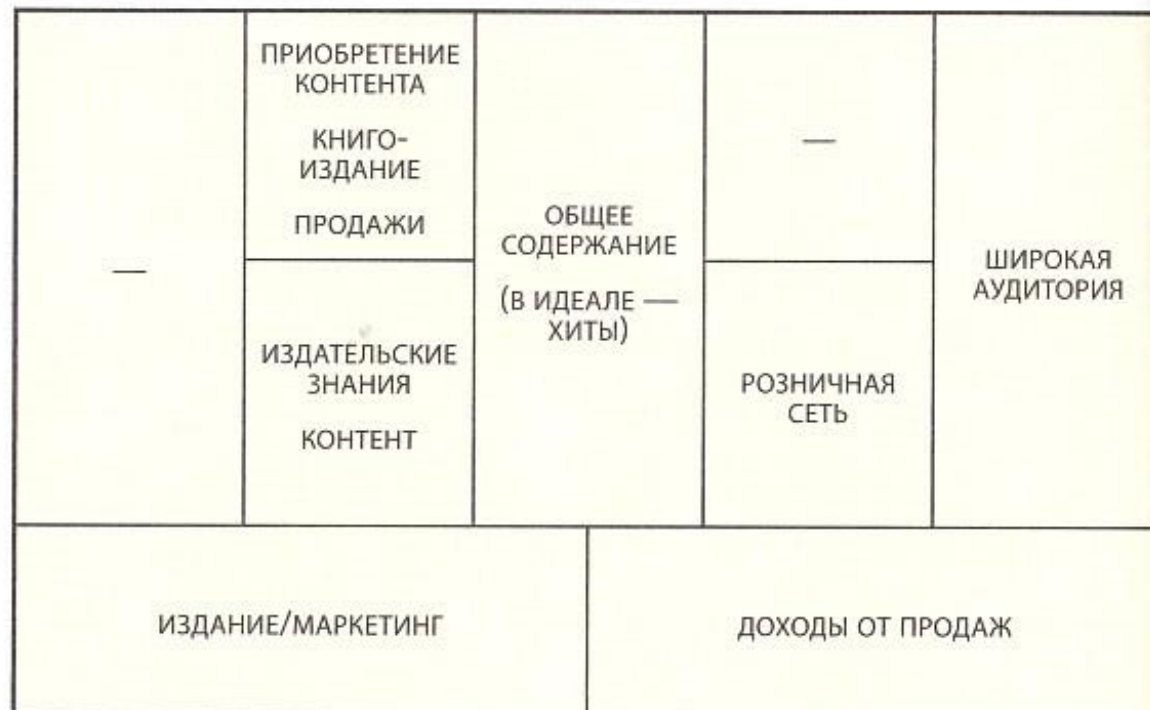 —
ПРИОБРЕТЕНИЕ
КОНТЕНТА
КНИГО-
ИЗДАНИЕ
ПРОДАЖИ
ИЗДАТЕЛЬСКИЕ
ЗНАНИЯ
КОНТЕНТ
ОБЩЕЕ
СОДЕРЖАНИЕ
(В ИДЕАЛЕ —
ХИТЫ)
—
РОЗНИЧНАЯ
СЕТЬ
ШИРОКАЯ
АУДИТОРИЯ
ИЗДАНИЕ/МАРКЕТИНГ
ДОХОДЫ ОТ ПРОДАЖ